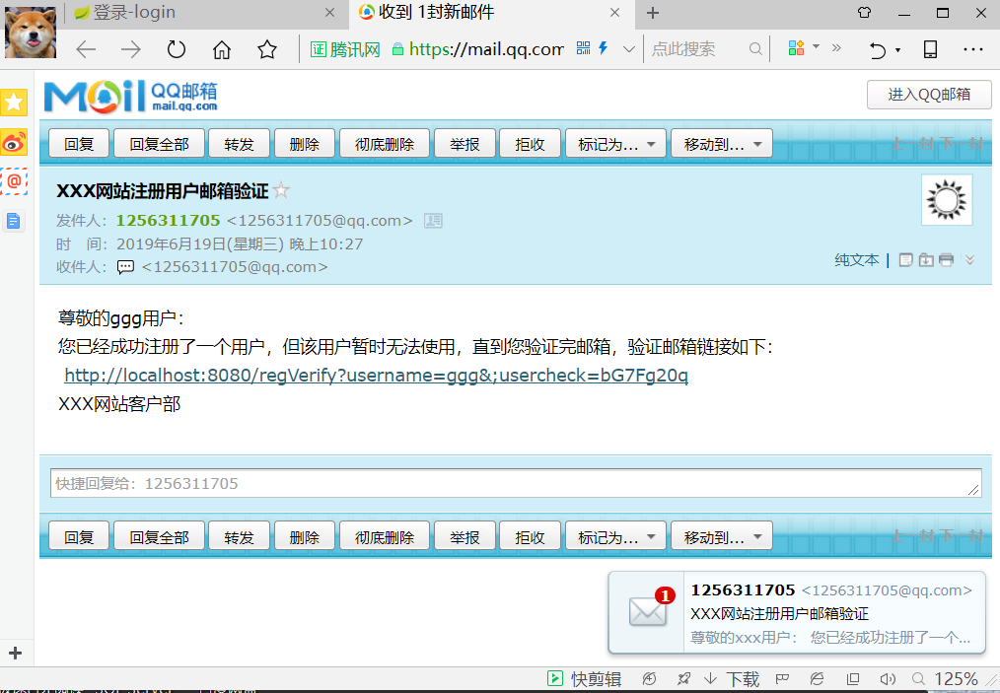 登录-login
收到 1封新邮件
证 腾讯网
https://mail.qq.com
点此搜索
Mail QQ邮箱
mail.qq.com
进入QQ邮箱
回复 回复全部 转发 删除 彻底删除 举报 拒收 标记为... 移动到...
XXX网站注册用户邮箱验证
发件人：1256311705 <1256311705@qq.com>
时 间：2019年6月19日(星期三) 晚上10:27
收件人： <1256311705@qq.com>
纯文本 |
尊敬的ggg用户：
您已经成功注册了一个用户，但该用户暂时无法使用，直到您验证完邮箱，验证邮箱链接如下：
http://localhost:8080/regVerify?username=ggg&;usercheck=bG7Fg20q
XXX网站客户部
快捷回复给：1256311705
回复 回复全部 转发 删除 彻底删除 举报 拒收 标记为... 移动到...
1
1256311705 <1256311705@qq.com>
XXX网站注册用户邮箱验证
尊敬的xxx用户： 您已经成功注册了一个...
快剪辑
下载
125%